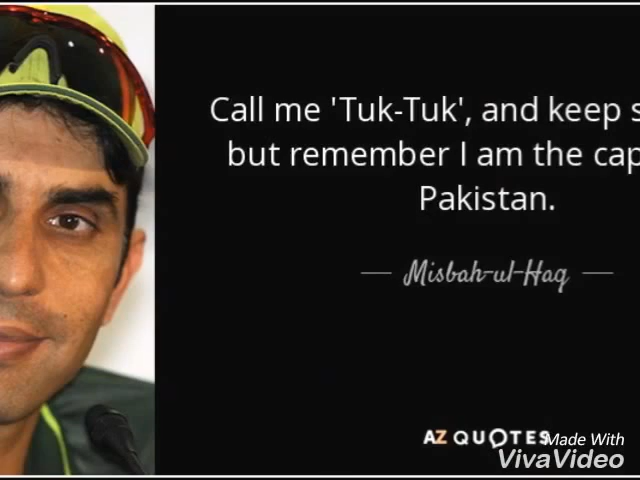 Call me 'Tuk-Tuk', and keep s
but remember I am the cap
Pakistan.
Misbah-ul-Haq
AZ QUOTES
Made With
VivaVideo